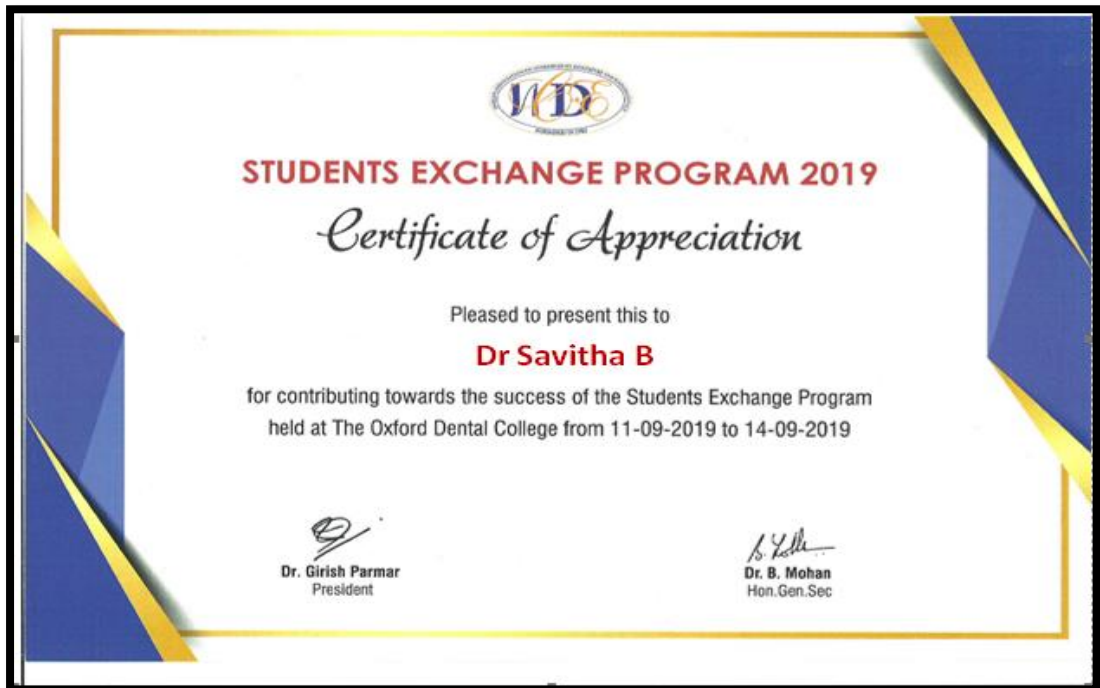 STUDENTS EXCHANGE PROGRAM 2019
Certificate of Appreciation
Pleased to present this to
Dr Savitha B
for contributing towards the success of the Students Exchange Program
held at The Oxford Dental College from 11-09-2019 to 14-09-2019
Dr. Girish Parmar
President
Dr. B. Mohan
Hon.Gen.Sec